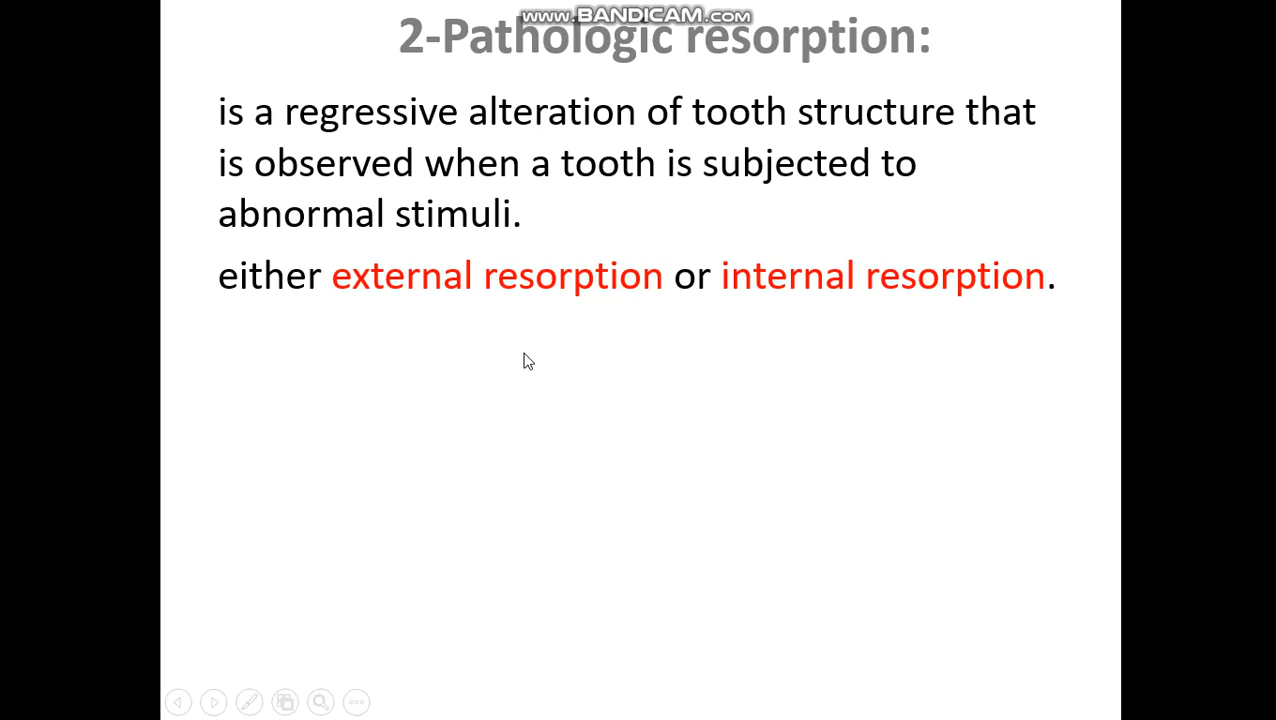 www.BANDICAM.com
2-Pathologic resorption:
is a regressive alteration of tooth structure that
is observed when a tooth is subjected to
abnormal stimuli.
either external resorption or internal resorption.